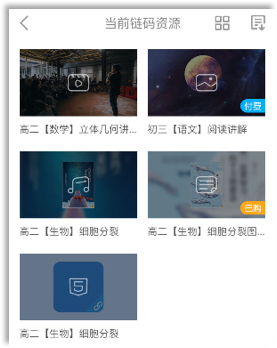 当前链码资源
付费
高二【数学】立体几何讲...
初三【语文】阅读讲解
已购
高二【生物】细胞分裂
高二【生物】细胞分裂图...
5
高二【生物】细胞分裂